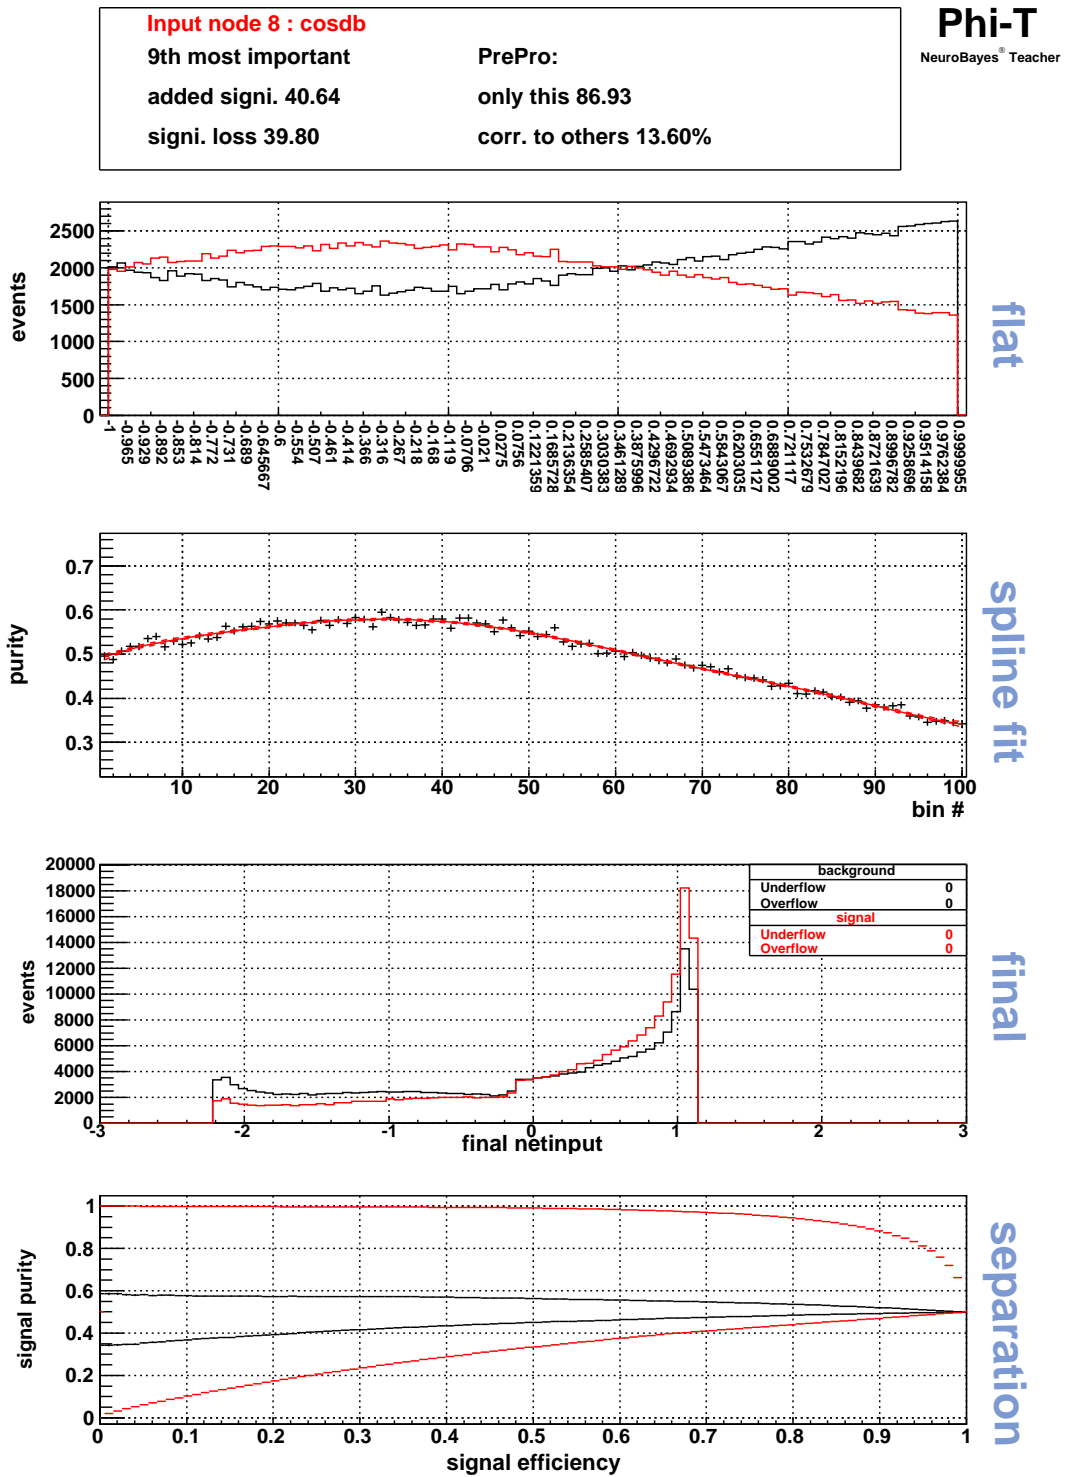 Input node 8 : cosdb
9th most important PrePro:
added signi. 40.64 only this 86.93
signi. loss 39.80 corr. to others 13.60%
Phi-T
NeuroBayes® Teacher
events
2500
2000
1500
1000
500
0
-1 -0.965 -0.929 -0.892 -0.853 -0.814 -0.772 -0.731 -0.689 -0.645667 -0.6 -0.554 -0.507 -0.461 -0.414 -0.366 -0.316 -0.267 -0.218 -0.168 -0.119 -0.0706 -0.021 0.0275 0.0756 0.1221359 0.1685728 0.2136354 0.2585407 0.3030383 0.3461289 0.3875996 0.4296722 0.4692934 0.5089386 0.5473464 0.5843067 0.6203035 0.6551127 0.6889002 0.721117 0.7532679 0.7847027 0.8152196 0.8439682 0.8721639 0.8996782 0.9258696 0.9514158 0.9762384 0.9999955
flat
purity
0.7
0.6
0.5
0.4
0.3
10 20 30 40 50 60 70 80 90 100
bin #
spline fit
events
20000
18000
16000
14000
12000
10000
8000
6000
4000
2000
0
-3 -2 -1 0 1 2 3
final netinput
background
Underflow 0
Overflow 0
signal
Underflow 0
Overflow 0
final
signal purity
1
0.8
0.6
0.4
0.2
0
0 0.1 0.2 0.3 0.4 0.5 0.6 0.7 0.8 0.9 1
signal efficiency
separation